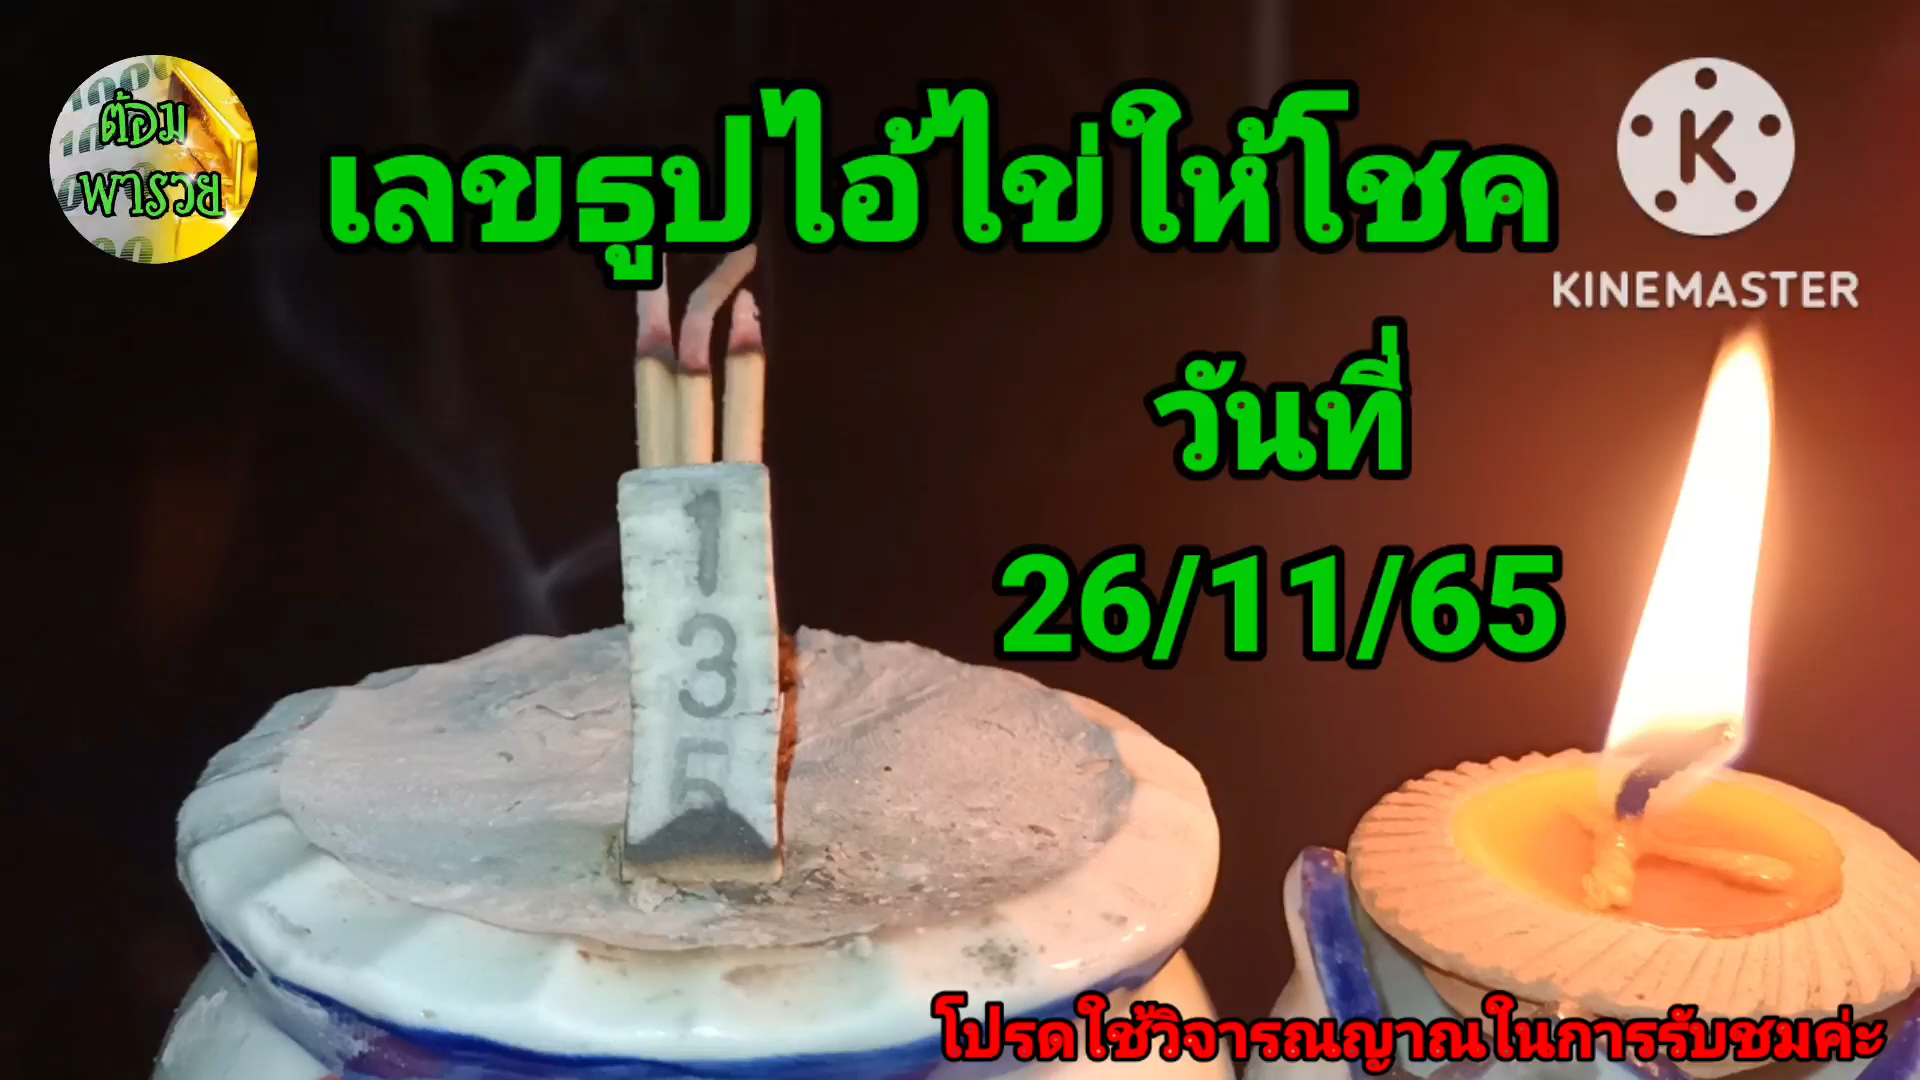 ต้อม
พารวย
เลขธูปไอ้ไข่ให้โชค
K
KINEMASTER
วันที่
26/11/65
1
3
5
โปรดใช้วิจารณญาณในการรับชมค่ะ